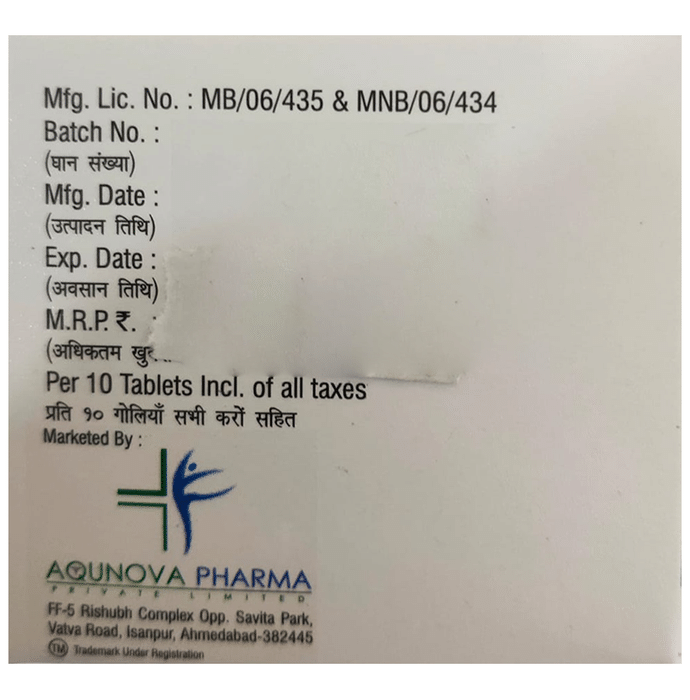 Mfg. Lic. No. : MB/06/435 & MNB/06/434
Batch No. :
(घान संख्या)
Mfg. Date :
(उत्पादन तिथि)
Exp. Date :
(अवसान तिथि)
M.R.P. ₹. :
(अधिकतम
Per 10 Tablets Incl. of all taxes
प्रति १० गोलियाँ सभी करों सहित
Marketed By :
AQUNOVA PHARMA
PRIVATE LIMITED
FF-5 Rishubh Complex Opp. Savita Park,
Vatva Road, Isanpur, Ahmedabad-382445
TM Trademark Under Registration